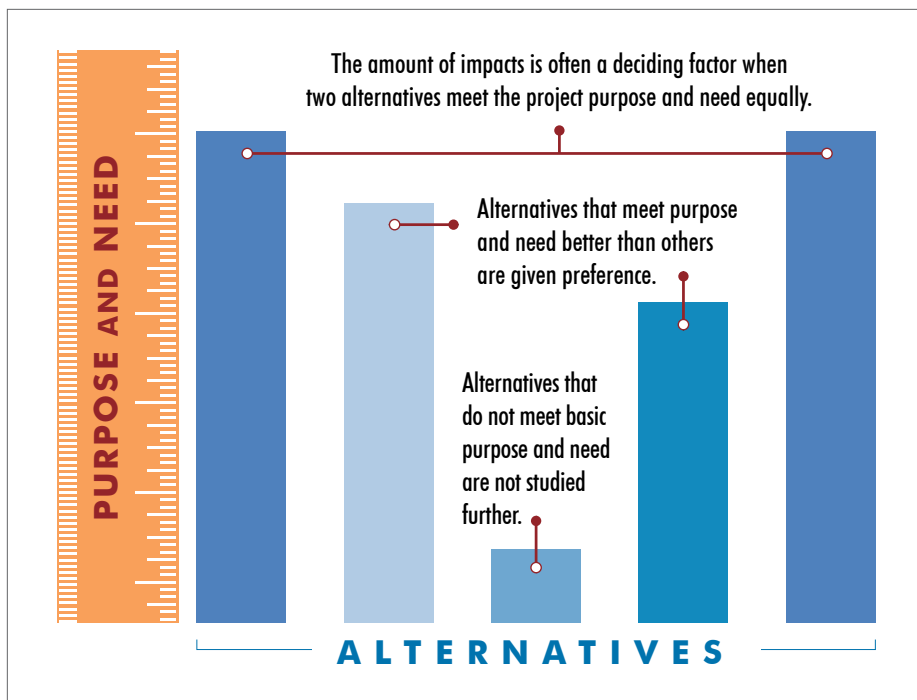 The amount of impacts is often a deciding factor when
two alternatives meet the project purpose and need equally.
PURPOSE AND NEED
Alternatives that meet purpose
and need better than others
are given preference.
Alternatives that
do not meet basic
purpose and need
are not studied
further.
ALTERNATIVES